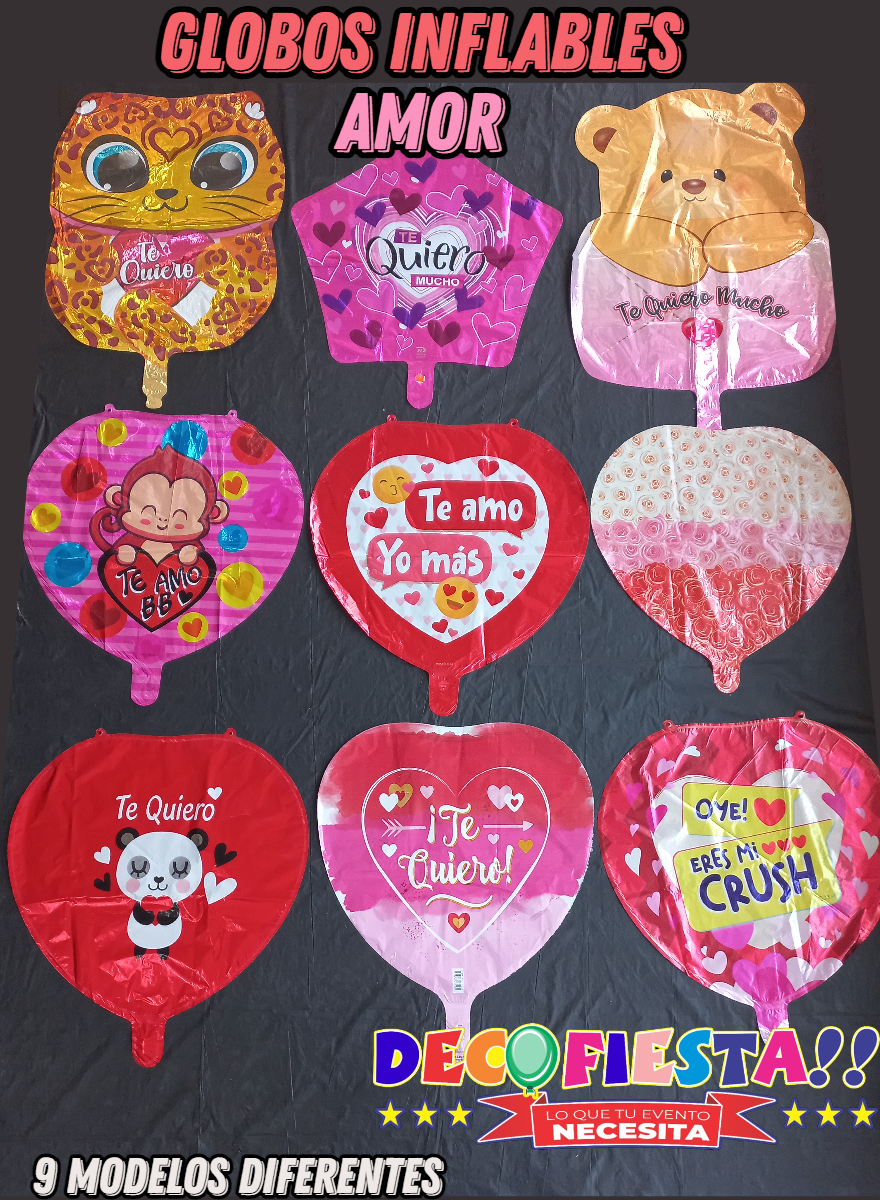 GLOBOS INFLABLES
AMOR
Te
Quiero
TE
Quiero
MUCHO
Te Quiero Mucho
TE AMO
BB
Te amo
Yo más
Te Quiero
¡Te
Quiero!
OYE!
ERES Mi
CRUSH
DECOFIESTA!!
LO QUE TU EVENTO
NECESITA
9 MODELOS DIFERENTES